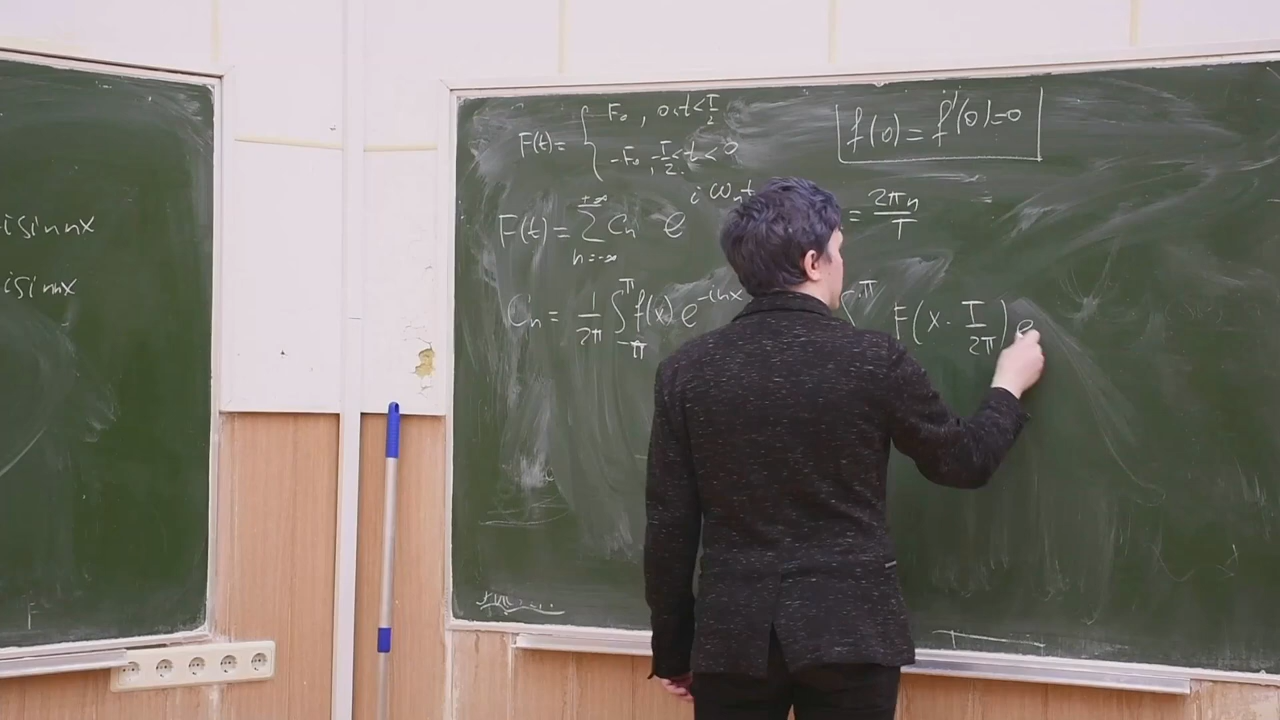 -isinnx
-isinnx
F(t)= { F₀ , 0<t<T/2
-F₀ , -T/2<t<0
f(0)=f'(0)=0
F(t)= ∑_{n=-∞}^{+∞} Cₙ e^{iωₙt}
= 2πn/T
Cₙ= 1/2π ∫_{-π}^{π} f(x) e^{-inx}
∫^{π} F(x·T/2π) e